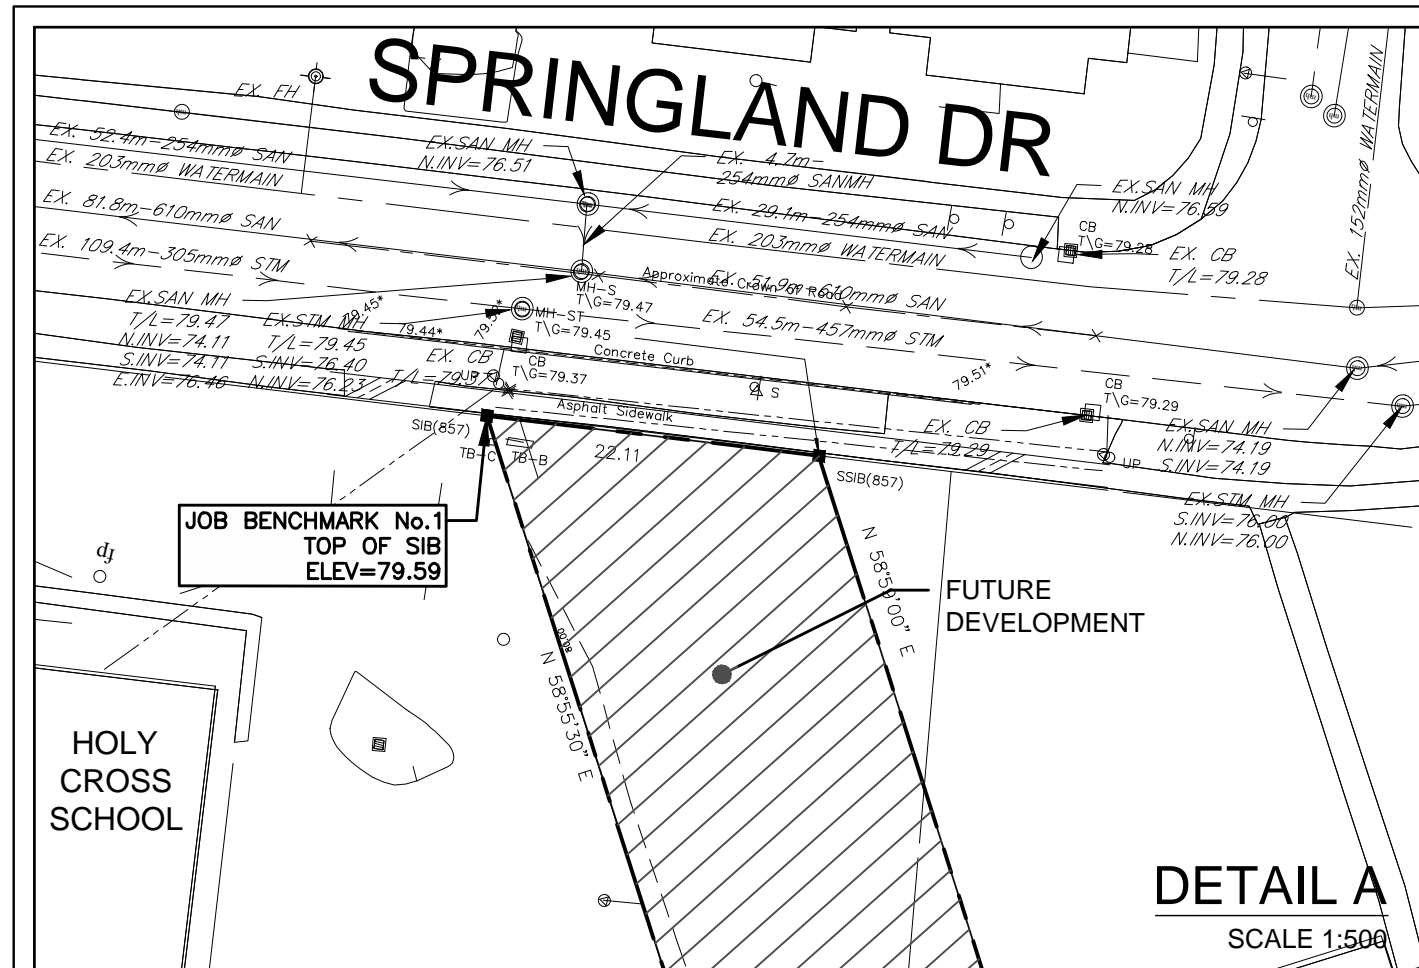 SPRINGLAND DR
EX. FH
EX. 52.4m-254mmø SAN
EX. 203mmø WATERMAIN
EX. 81.8m-610mmø SAN
EX. 109.4m-305mmø STM
EX.SAN MH
N.INV=76.51
EX. 4.7m-
254mmø SANMH
EX. 29.1m-254mmø SAN
EX. 203mmø WATERMAIN
EX.SAN MH
N.INV=76.59
CB
T\G=79.28
EX. CB
T/L=79.28
EX. 152mmø WATERMAIN
Approximate Crown of Road
EX. 51.9m-610mmø SAN
EX. 54.5m-457mmø STM
MH-S
T\G=79.47
MH-ST
T\G=79.45
EX.SAN MH
T/L=79.47
N.INV=74.11
S.INV=74.11
E.INV=76.46
EX.STM MH
T/L=79.45
S.INV=76.40
N.INV=76.23
79.45*
79.44*
EX. CB
T/L=79.37
UP
CB
T\G=79.37
Concrete Curb
S
79.51*
CB
T\G=79.29
Asphalt Sidewalk
EX. CB
T/L=79.29
UP
EX.SAN MH
N.INV=74.19
S.INV=74.19
EX.STM MH
S.INV=76.00
N.INV=76.00
SIB(857)
TB-C
TB-B
22.11
SSIB(857)
JOB BENCHMARK No.1
TOP OF SIB
ELEV=79.59
fp
N 58°59'00" E
FUTURE
DEVELOPMENT
80.00
N 58°55'30" E
HOLY
CROSS
SCHOOL
DETAIL A
SCALE 1:500